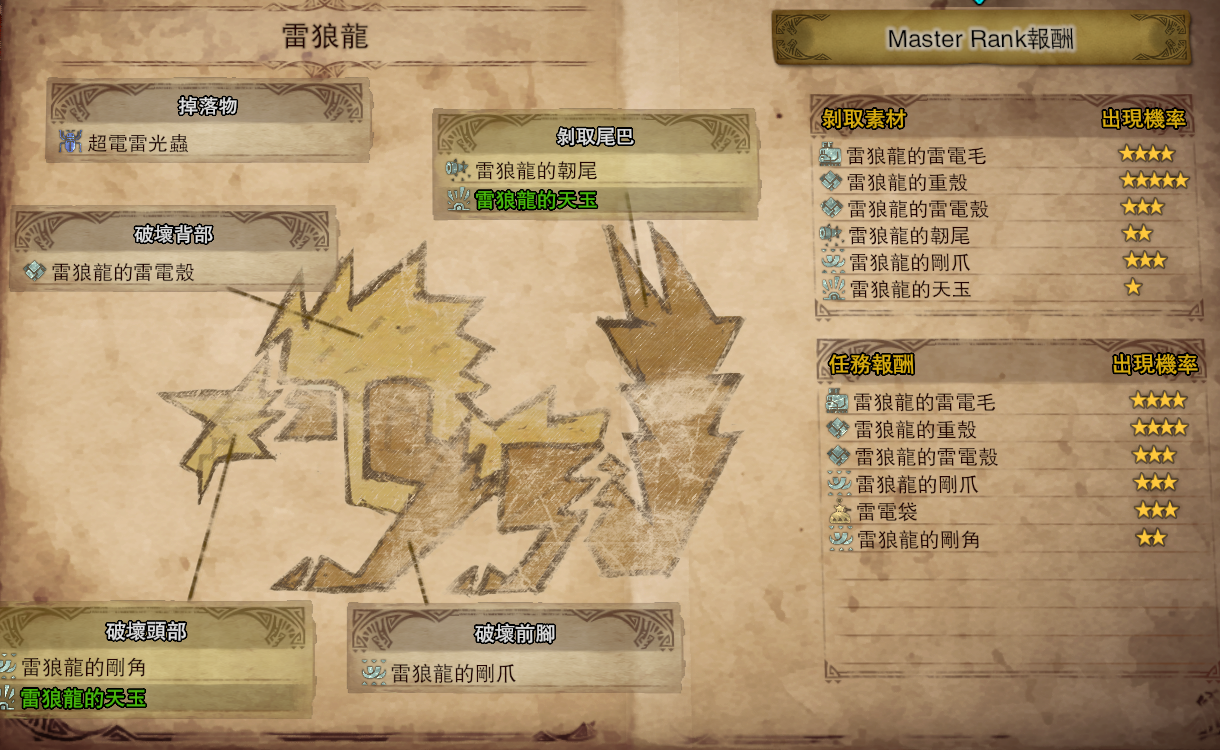 雷狼龍
掉落物
超電雷光蟲
剝取尾巴
雷狼龍的韌尾
雷狼龍的天玉
破壞背部
雷狼龍的雷電殼
破壞頭部
雷狼龍的剛角
雷狼龍的天玉
破壞前腳
雷狼龍的剛爪
Master Rank報酬
剝取素材 出現機率
雷狼龍的雷電毛 ★★★★
雷狼龍的重殼 ★★★★★
雷狼龍的雷電殼 ★★★
雷狼龍的韌尾 ★★
雷狼龍的剛爪 ★★★
雷狼龍的天玉 ★
任務報酬 出現機率
雷狼龍的雷電毛 ★★★★
雷狼龍的重殼 ★★★★
雷狼龍的雷電殼 ★★★
雷狼龍的剛爪 ★★★
雷電袋 ★★★
雷狼龍的剛角 ★★